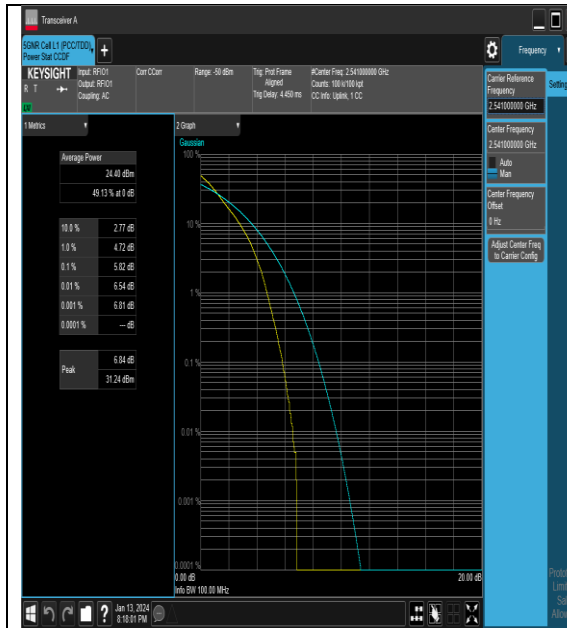 Transceiver A
5GNR Cell L1 (PCC/TDD),
Power Stat CCDF
Frequency
KEYSIGHT
R T
Input: RFIO1
Output: RFIO1
Coupling: AC
Corr CCorr
Range: -50 dBm
Trig: Prot Frame
Aligned
Trig Delay: 4.450 ms
#Center Freq: 2.541000000 GHz
Counts: 100 k/100 kpt
CC Info: Uplink, 1 CC
1 Metrics
Average Power
24.40 dBm
49.13 % at 0 dB
10.0 % 2.77 dB
1.0 % 4.72 dB
0.1 % 5.82 dB
0.01 % 6.54 dB
0.001 % 6.81 dB
0.0001 % --- dB
Peak 6.84 dB
31.24 dBm
2 Graph
Gaussian
100 %
10 %
1 %
0.1 %
0.01 %
0.001 %
0.0001 %
0.00 dB 20.00 dB
Info BW 100.00 MHz
Carrier Reference
Frequency
2.541000000 GHz
Center Frequency
2.541000000 GHz
Auto
Man
Center Frequency
Offset
0 Hz
Adjust Center Freq
to Carrier Config
Jan 13, 2024
8:18:01 PM